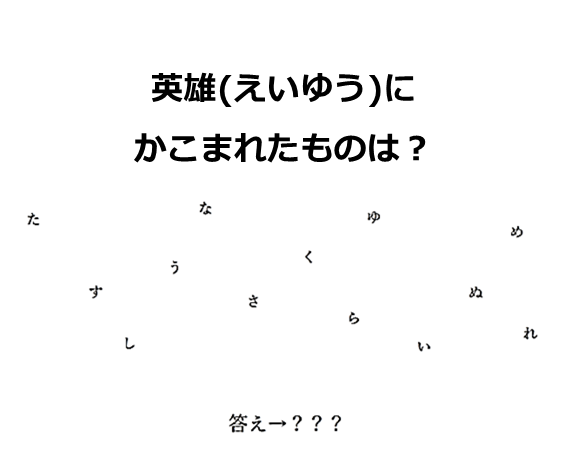 英雄(えいゆう)に
かこまれたものは？
た
な
ゆ
め
う
く
す
さ
ぬ
ら
し
い
れ
答え→？？？